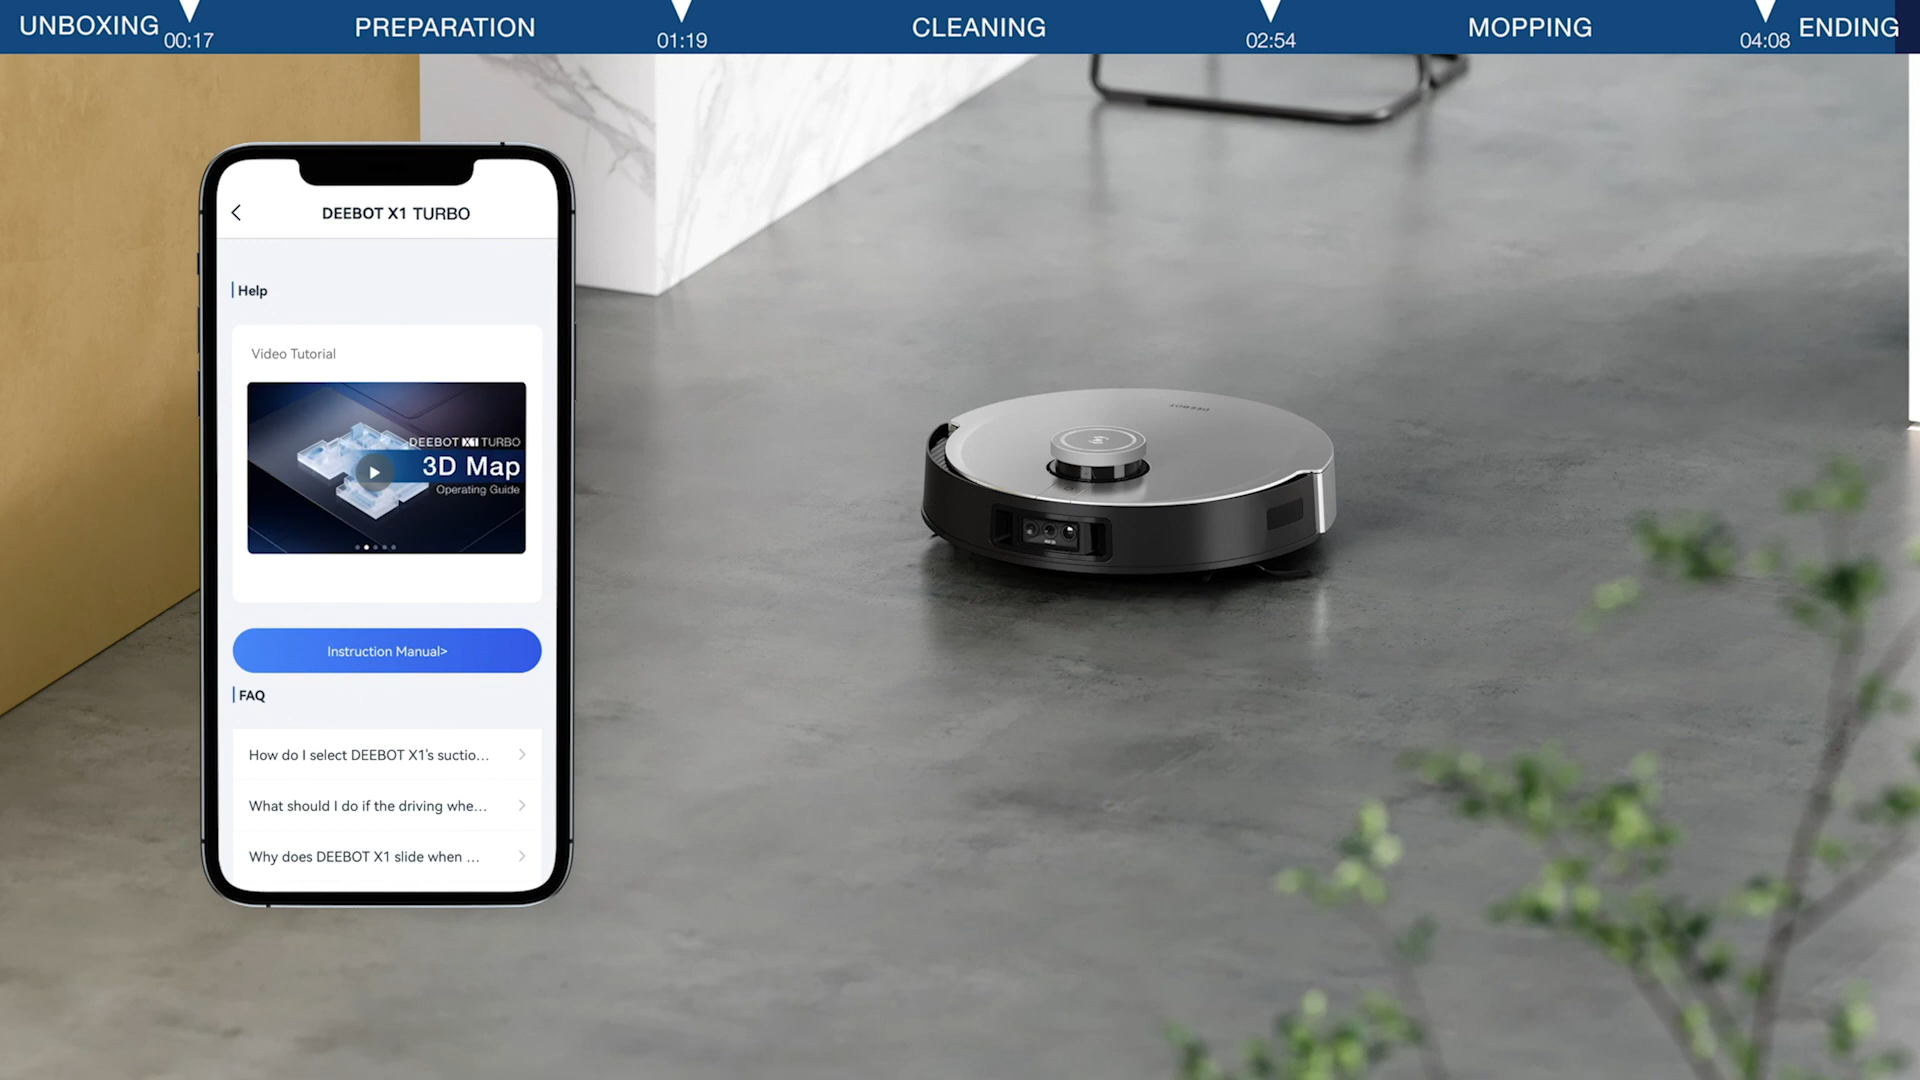 UNBOXING
00:17
PREPARATION
01:19
CLEANING
02:54
MOPPING
04:08
ENDING
DEEBOT X1 TURBO
Help
Video Tutorial
DEEBOT X1 TURBO
3D Map
Operating Guide
Instruction Manual>
FAQ
How do I select DEEBOT X1's suctio...
What should I do if the driving whe...
Why does DEEBOT X1 slide when ...
DEEBOT